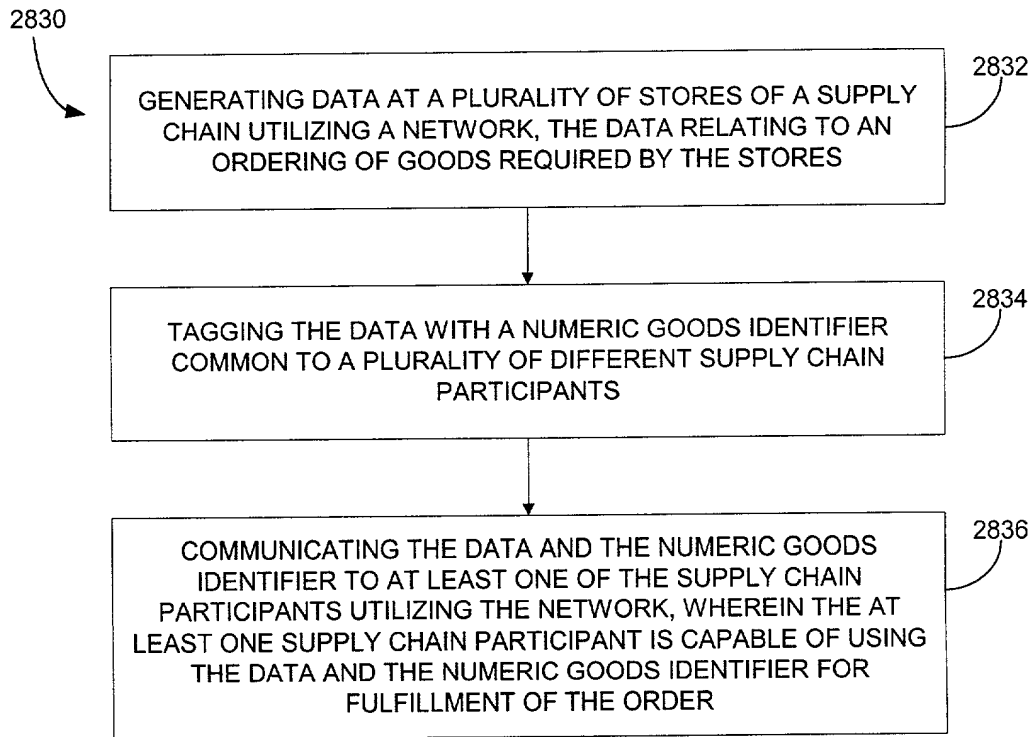 2830
2832
GENERATING DATA AT A PLURALITY OF STORES OF A SUPPLY
CHAIN UTILIZING A NETWORK, THE DATA RELATING TO AN
ORDERING OF GOODS REQUIRED BY THE STORES
2834
TAGGING THE DATA WITH A NUMERIC GOODS IDENTIFIER
COMMON TO A PLURALITY OF DIFFERENT SUPPLY CHAIN
PARTICIPANTS
2836
COMMUNICATING THE DATA AND THE NUMERIC GOODS
IDENTIFIER TO AT LEAST ONE OF THE SUPPLY CHAIN
PARTICIPANTS UTILIZING THE NETWORK, WHEREIN THE AT
LEAST ONE SUPPLY CHAIN PARTICIPANT IS CAPABLE OF USING
THE DATA AND THE NUMERIC GOODS IDENTIFIER FOR
FULFILLMENT OF THE ORDER